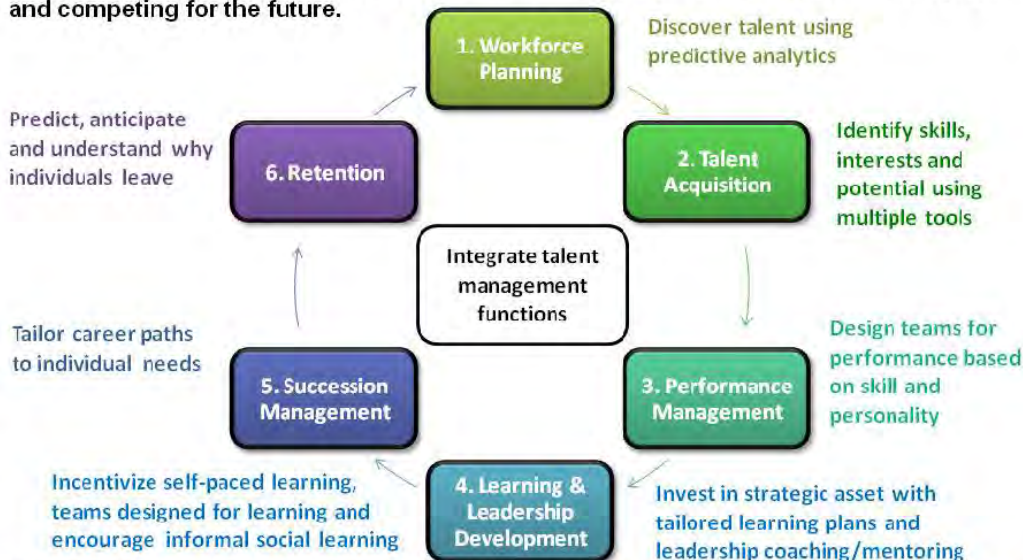 and competing for the future.
1. Workforce
Planning
Discover talent using
predictive analytics
Predict, anticipate
and understand why
individuals leave
6. Retention
2. Talent
Acquisition
Identify skills,
interests and
potential using
multiple tools
Integrate talent
management
functions
Tailor career paths
to individual needs
5. Succession
Management
3. Performance
Management
Design teams for
performance based
on skill and
personality
Incentivize self-paced learning,
teams designed for learning and
encourage informal social learning
4. Learning &
Leadership
Development
Invest in strategic asset with
tailored learning plans and
leadership coaching/mentoring